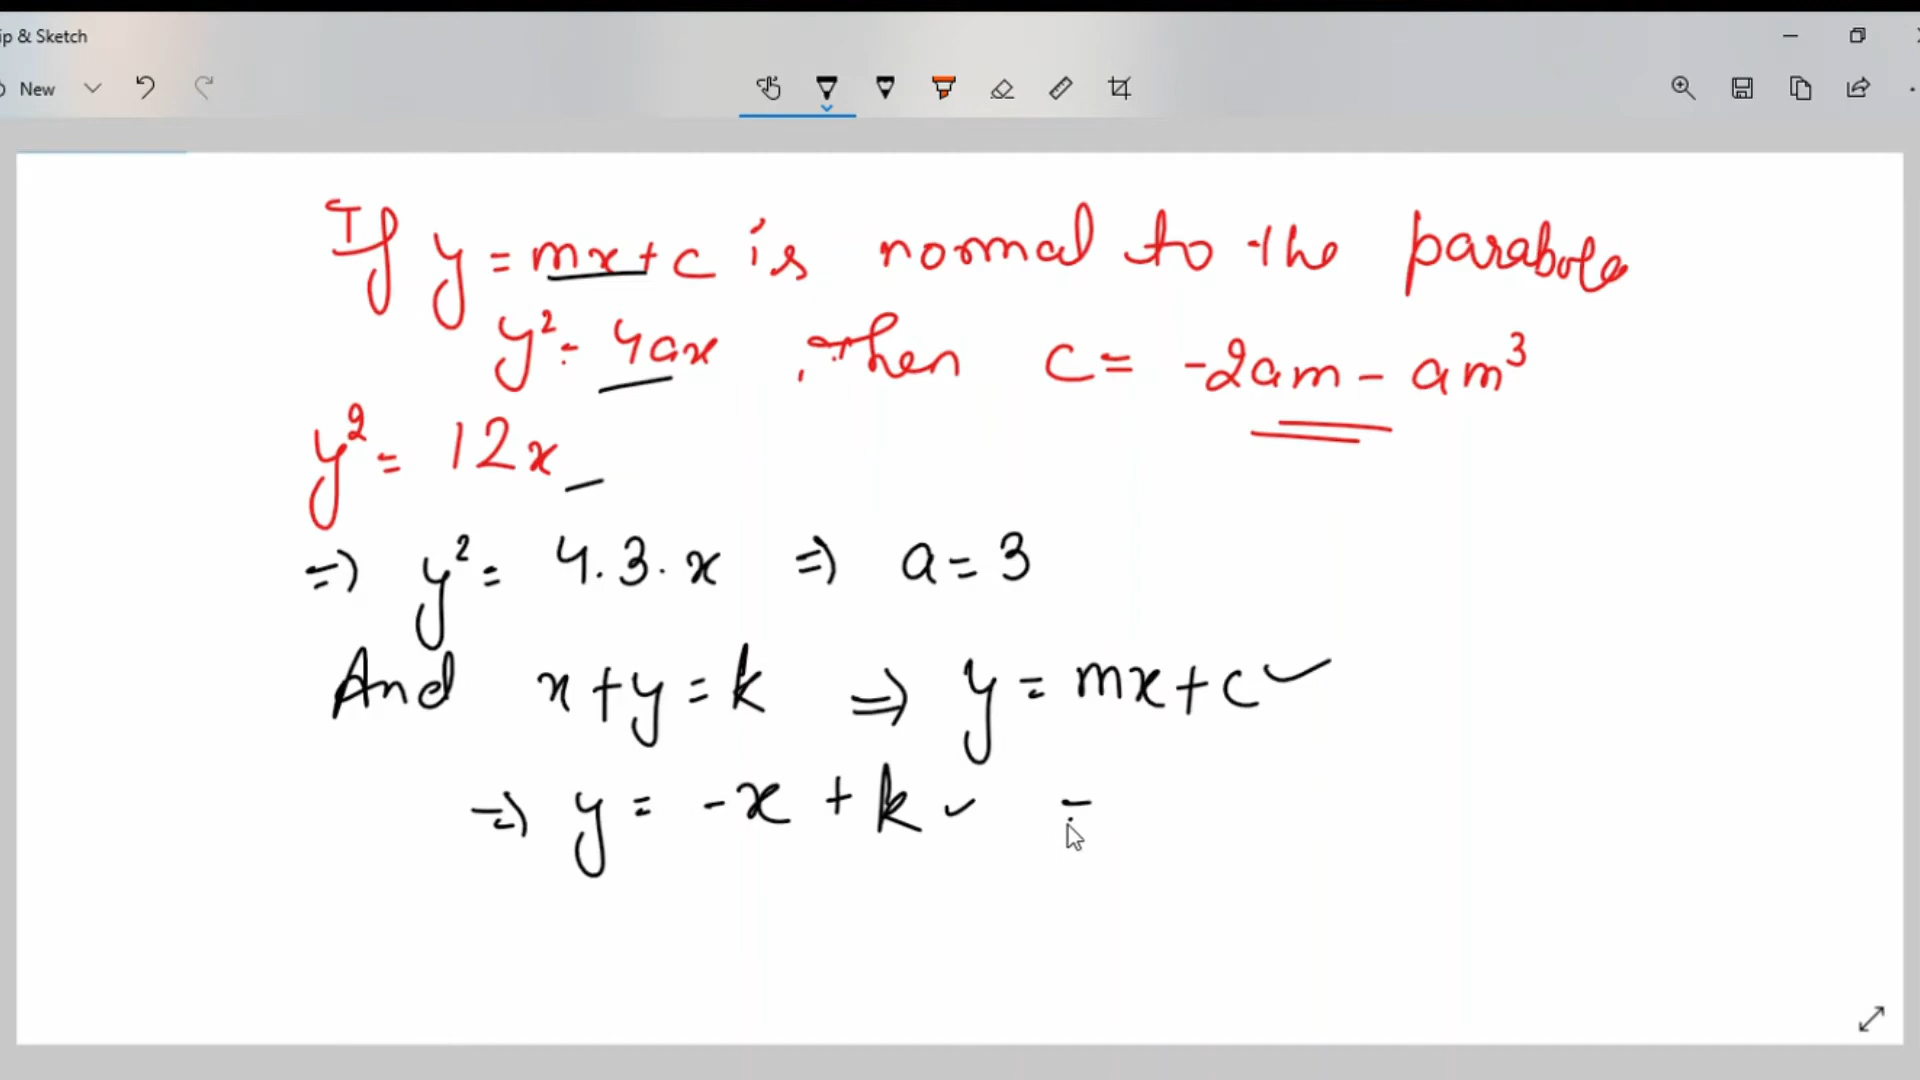 ip & Sketch
New
If y = mx + c is normal to the parabola
y² = 4ax , then c = -2am - am³
y² = 12x
=) y² = 4.3.x =) a = 3
And x + y = k =) y = mx + c ✓
=) y = -x + k ✓ =